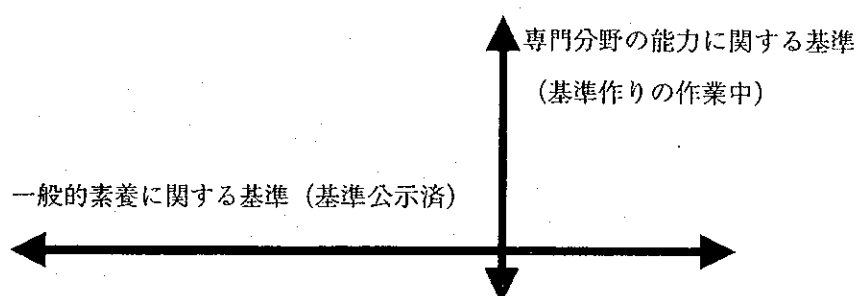 専門分野の能力に関する基準
（基準作りの作業中）
一般的素養に関する基準（基準公示済）